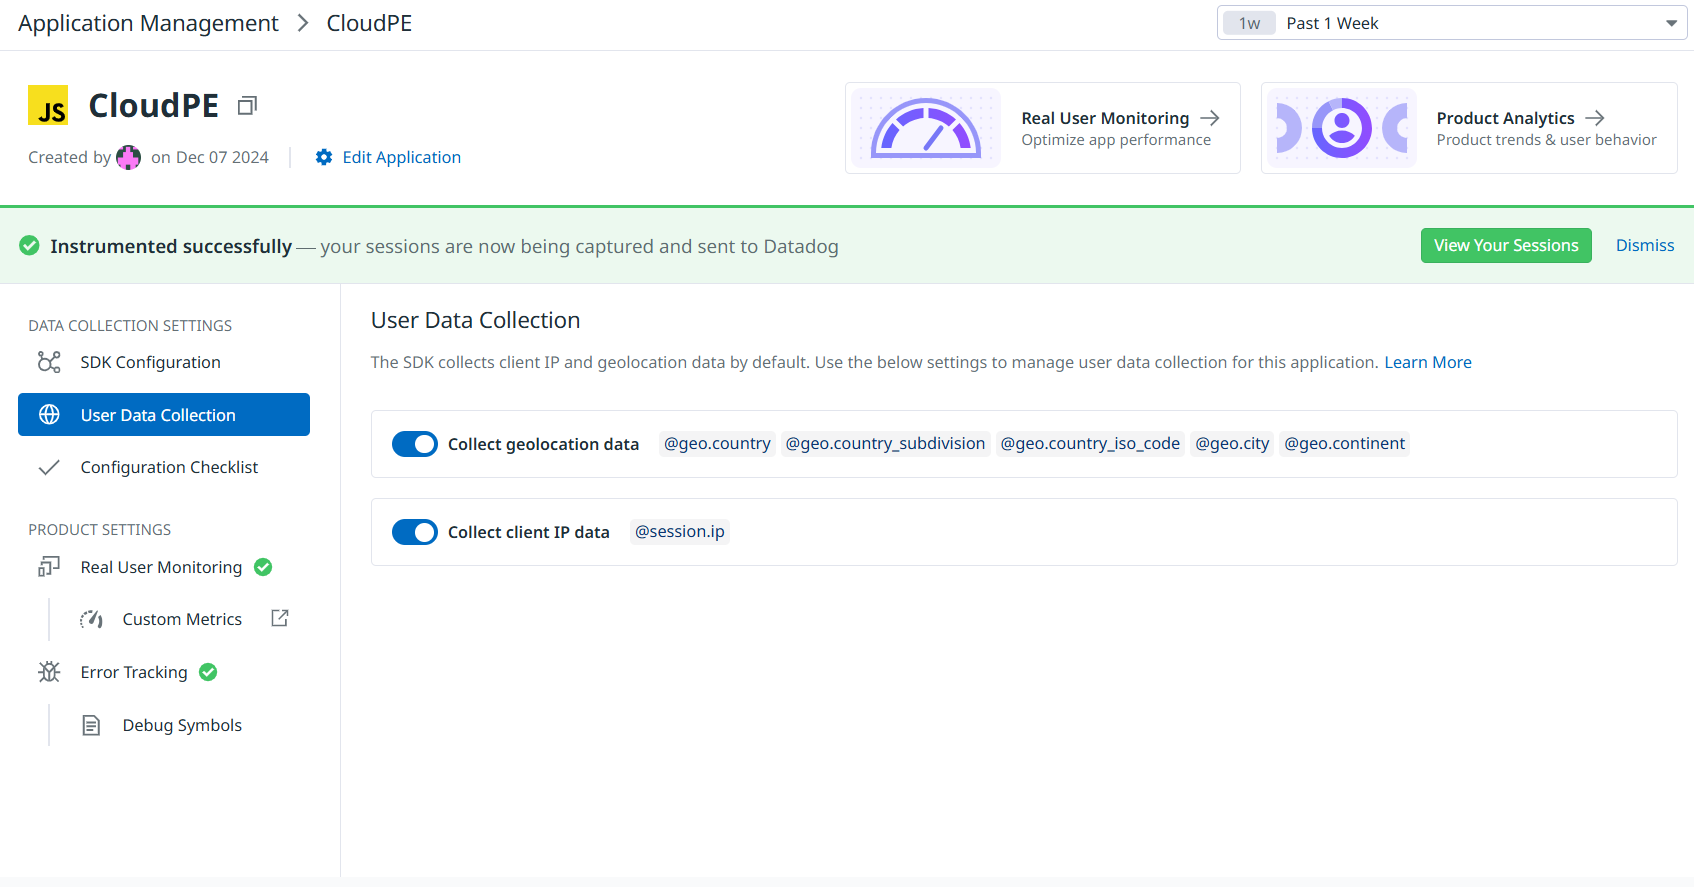 Application Management > CloudPE
1w Past 1 Week
JS CloudPE
Created by on Dec 07 2024 Edit Application
Real User Monitoring →
Optimize app performance
Product Analytics →
Product trends & user behavior
Instrumented successfully — your sessions are now being captured and sent to Datadog
View Your Sessions Dismiss
DATA COLLECTION SETTINGS
SDK Configuration
User Data Collection
Configuration Checklist
PRODUCT SETTINGS
Real User Monitoring
Custom Metrics
Error Tracking
Debug Symbols
User Data Collection
The SDK collects client IP and geolocation data by default. Use the below settings to manage user data collection for this application. Learn More
Collect geolocation data @geo.country @geo.country_subdivision @geo.country_iso_code @geo.city @geo.continent
Collect client IP data @session.ip